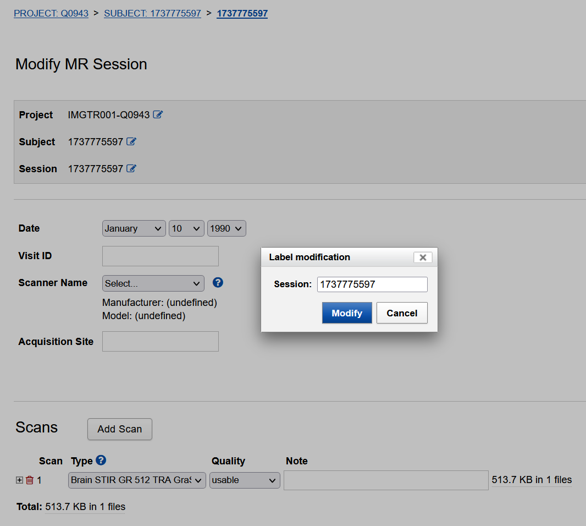 PROJECT: Q0943 > SUBJECT: 1737775597 > 1737775597
Modify MR Session
Project IMGTR001-Q0943
Subject 1737775597
Session 1737775597
Date January 10 1990
Visit ID
Scanner Name Select... ?
Manufacturer: (undefined)
Model: (undefined)
Acquisition Site
Label modification
Session: 1737775597
Modify Cancel
Scans Add Scan
Scan Type ? Quality Note
1 Brain STIR GR 512 TRA GraS usable 513.7 KB in 1 files
Total: 513.7 KB in 1 files